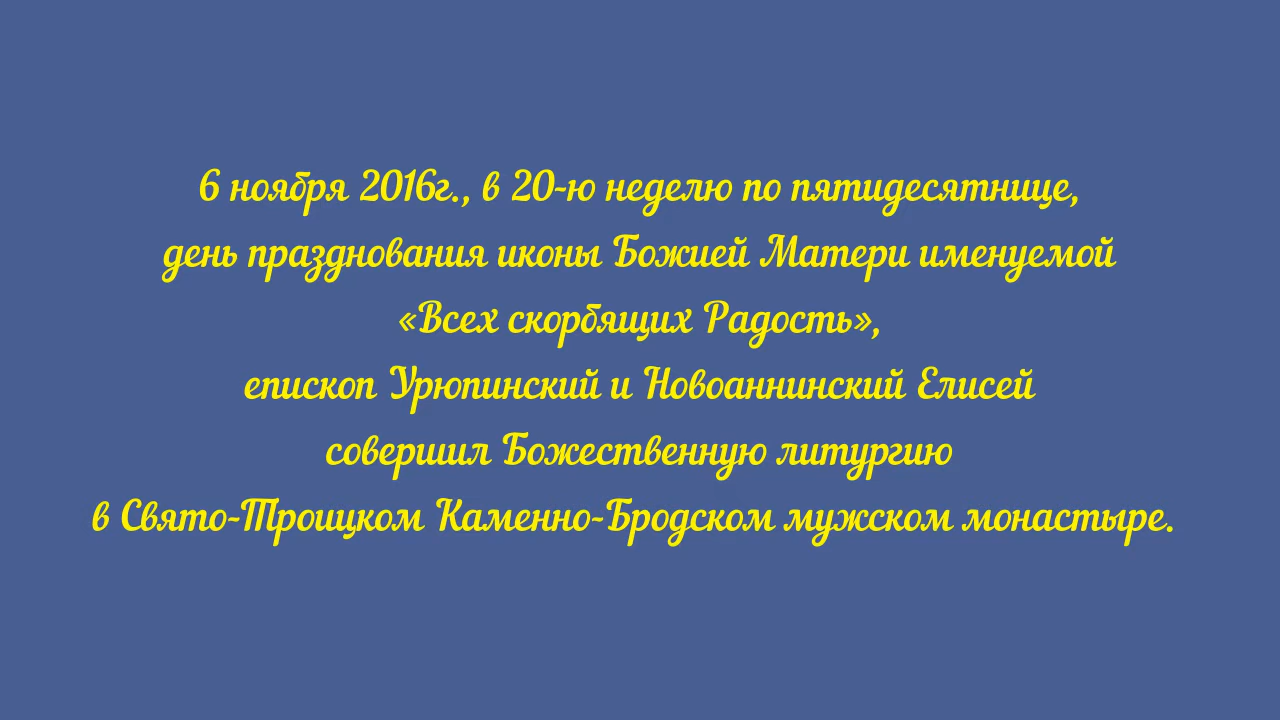 6 ноября 2016г., в 20-ю неделю по пятидесятнице,
день празднования иконы Божией Матери именуемой
«Всех скорбящих Радость»,
епископ Урюпинский и Новоаннинский Елисей
совершил Божественную литургию
в Свято-Троицком Каменно-Бродском мужском монастыре.